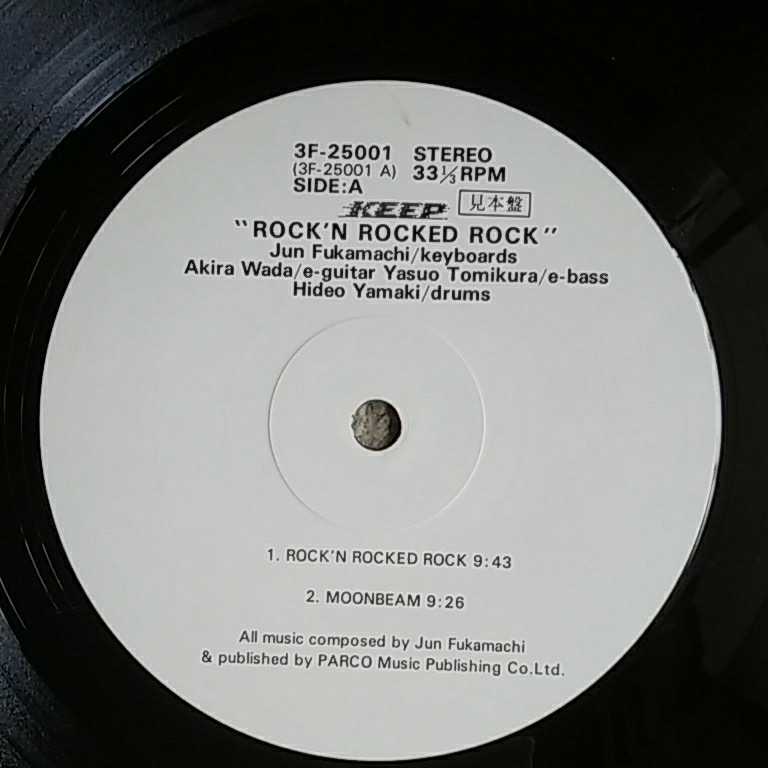 3F-25001 STEREO
(3F-25001 A) 33⅓RPM
SIDE:A
KEEP 見本盤
"ROCK'N ROCKED ROCK"
Jun Fukamachi/keyboards
Akira Wada/e-guitar Yasuo Tomikura/e-bass
Hideo Yamaki/drums
1. ROCK'N ROCKED ROCK 9:43
2. MOONBEAM 9:26
All music composed by Jun Fukamachi
& published by PARCO Music Publishing Co.Ltd.